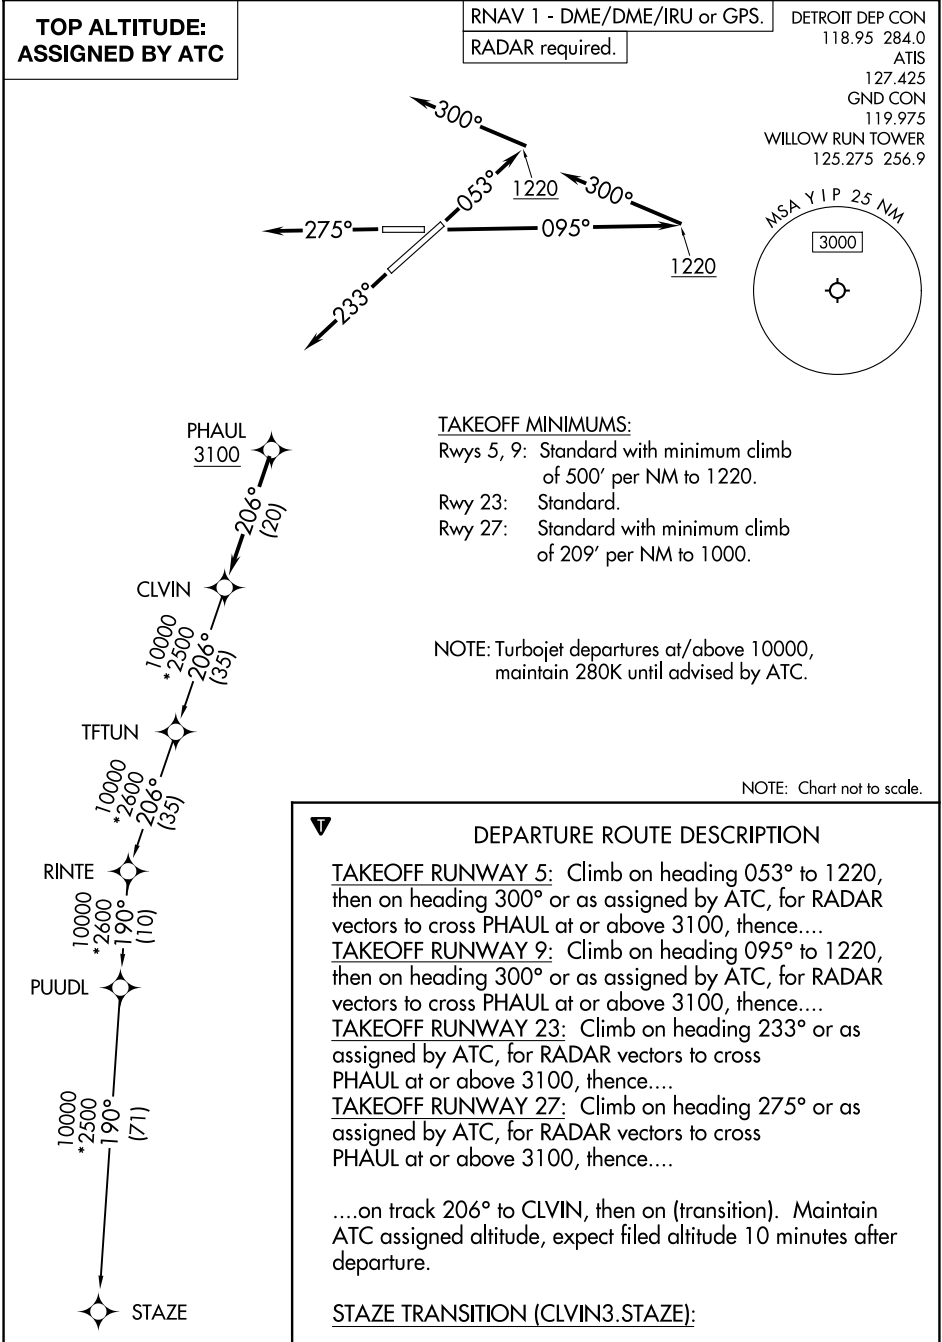 TOP ALTITUDE:
ASSIGNED BY ATC
RNAV 1 - DME/DME/IRU or GPS.
RADAR required.
DETROIT DEP CON
118.95 284.0
ATIS
127.425
GND CON
119.975
WILLOW RUN TOWER
125.275 256.9
MSA YIP 25 NM
3000
300°
053°
1220
300°
275°
095°
1220
233°
PHAUL
3100
206°
(20)
CLVIN
10000
*2500
206°
(35)
TFTUN
10000
*2600
206°
(35)
RINTE
10000
*2600
190°
(10)
PUUDL
10000
*2500
190°
(71)
STAZE
TAKEOFF MINIMUMS:
Rwys 5, 9: Standard with minimum climb
of 500' per NM to 1220.
Rwy 23: Standard.
Rwy 27: Standard with minimum climb
of 209' per NM to 1000.
NOTE: Turbojet departures at/above 10000,
maintain 280K until advised by ATC.
NOTE: Chart not to scale.
T
DEPARTURE ROUTE DESCRIPTION
TAKEOFF RUNWAY 5: Climb on heading 053° to 1220,
then on heading 300° or as assigned by ATC, for RADAR
vectors to cross PHAUL at or above 3100, thence....
TAKEOFF RUNWAY 9: Climb on heading 095° to 1220,
then on heading 300° or as assigned by ATC, for RADAR
vectors to cross PHAUL at or above 3100, thence....
TAKEOFF RUNWAY 23: Climb on heading 233° or as
assigned by ATC, for RADAR vectors to cross
PHAUL at or above 3100, thence....
TAKEOFF RUNWAY 27: Climb on heading 275° or as
assigned by ATC, for RADAR vectors to cross
PHAUL at or above 3100, thence....
....on track 206° to CLVIN, then on (transition). Maintain
ATC assigned altitude, expect filed altitude 10 minutes after
departure.
STAZE TRANSITION (CLVIN3.STAZE):